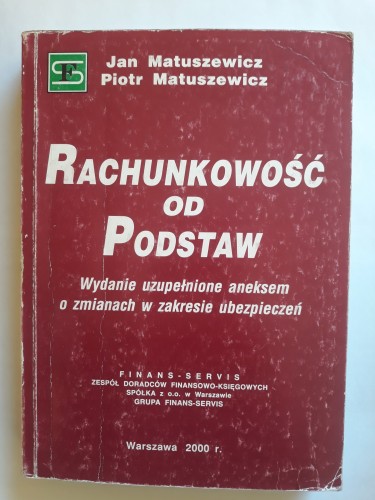 FS
Jan Matuszewicz
Piotr Matuszewicz
RACHUNKOWOŚĆ
OD
PODSTAW
Wydanie uzupełnione aneksem
o zmianach w zakresie ubezpieczeń
FINANS-SERVIS
ZESPÓŁ DORADCÓW FINANSOWO-KSIĘGOWYCH
SPÓŁKA z o.o. w Warszawie
GRUPA FINANS-SERVIS
Warszawa 2000 r.